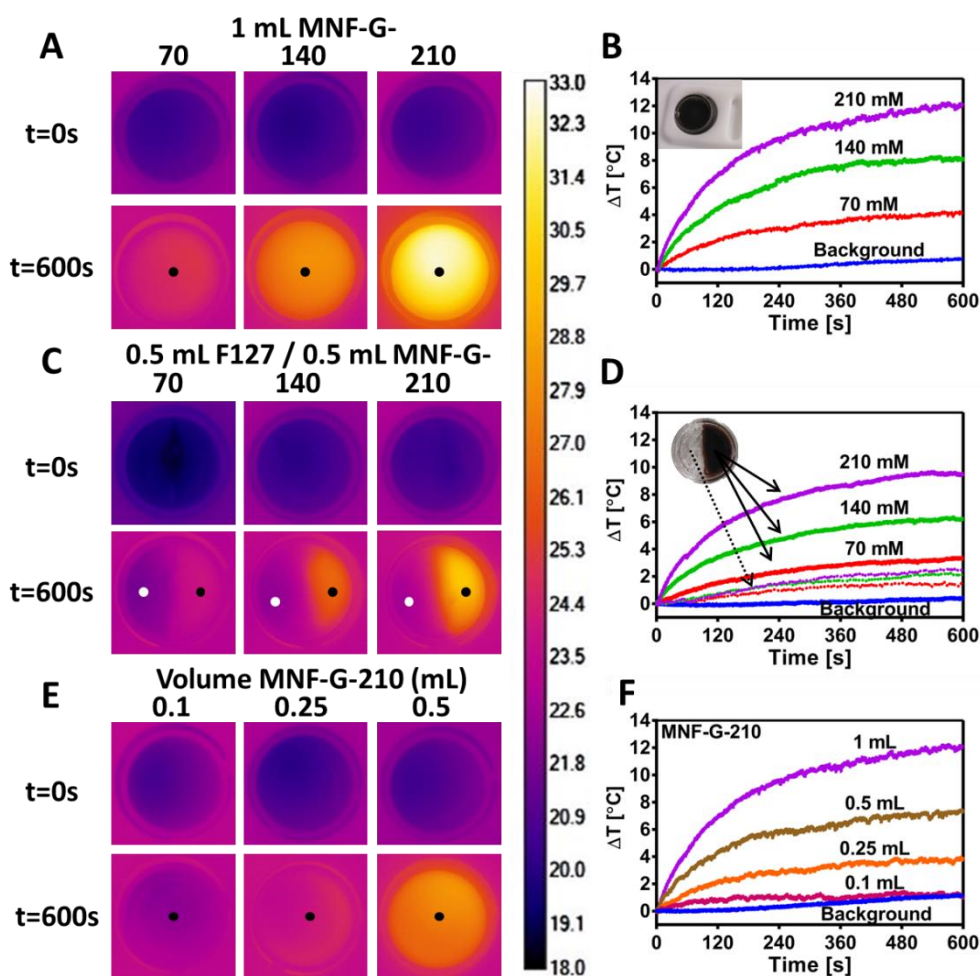 A
1 mL MNF-G-
70 140 210
t=0s
t=600s
B
14
12
10
8
6
4
2
0
ΔT [°C]
210 mM
140 mM
70 mM
Background
0 120 240 360 480 600
Time [s]
C
0.5 mL F127 / 0.5 mL MNF-G-
70 140 210
t=0s
t=600s
33.0
32.3
31.4
30.5
29.7
28.8
27.9
27.0
26.1
25.3
24.4
23.5
22.6
21.8
20.9
20.0
19.1
18.0
D
14
12
10
8
6
4
2
0
ΔT [°C]
210 mM
140 mM
70 mM
Background
0 120 240 360 480 600
Time [s]
E
Volume MNF-G-210 (mL)
0.1 0.25 0.5
t=0s
t=600s
F
14
12
10
8
6
4
2
0
ΔT [°C]
MNF-G-210
1 mL
0.5 mL
0.25 mL
0.1 mL
Background
0 120 240 360 480 600
Time [s]